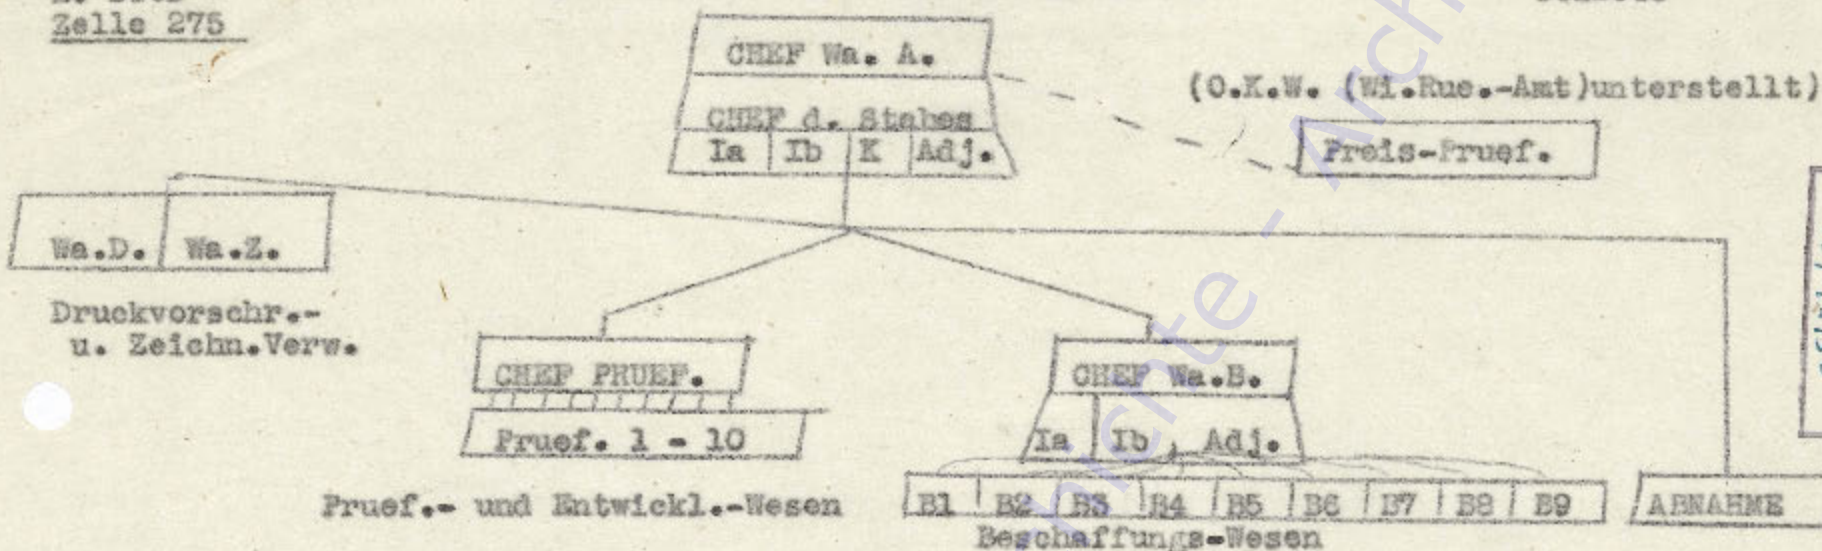 Zelle 275
CHEF Wa. A.
CHEF d. Stabes
Ia Ib K Adj.
(O.K.W. (Wi.Rue.-Amt)unterstellt)
Preis-Pruef.
Wa.D. Wa.Z.
Druckvorschr.-
u. Zeichn.Verw.
CHEF PRUEF.
Pruef. 1 - 10
Pruef.- und Entwickl.-Wesen
CHEF Wa.B.
Ia Ib, Adj.
B1 B2 B3 B4 B5 B6 B7 B8 B9
Beschaffungs-Wesen
ABNAHME